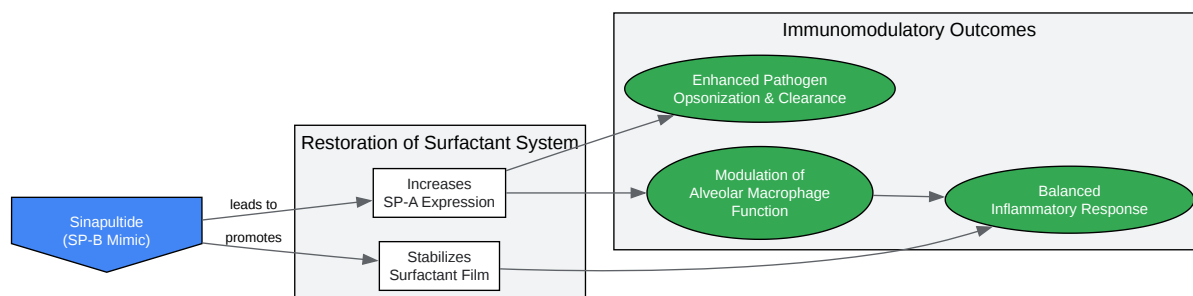 Immunomodulatory Outcomes
Enhanced Pathogen
Opsonization & Clearance
Restoration of Surfactant System
Increases
SP-A Expression
Modulation of
Alveolar Macrophage
Function
Balanced
Inflammatory Response
Sinapultide
(SP-B Mimic)
leads to
promotes
Stabilizes
Surfactant Film